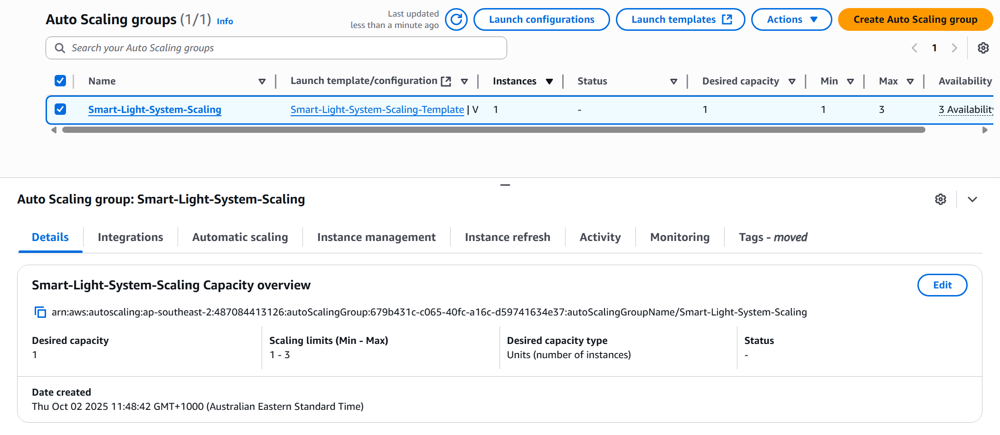 Auto Scaling groups (1/1) Info
Last updated
less than a minute ago
Launch configurations
Launch templates
Actions
Create Auto Scaling group
Search your Auto Scaling groups
1
Name Launch template/configuration Instances Status Desired capacity Min Max Availability
Smart-Light-System-Scaling Smart-Light-System-Scaling-Template | V 1 - 1 1 3 3 Availability
Auto Scaling group: Smart-Light-System-Scaling
Details Integrations Automatic scaling Instance management Instance refresh Activity Monitoring Tags - moved
Smart-Light-System-Scaling Capacity overview
Edit
arn:aws:autoscaling:ap-southeast-2:487084413126:autoScalingGroup:679b431c-c065-40fc-a16c-d59741634e37:autoScalingGroupName/Smart-Light-System-Scaling
Desired capacity Scaling limits (Min - Max) Desired capacity type Status
1 1 - 3 Units (number of instances) -
Date created
Thu Oct 02 2025 11:48:42 GMT+1000 (Australian Eastern Standard Time)